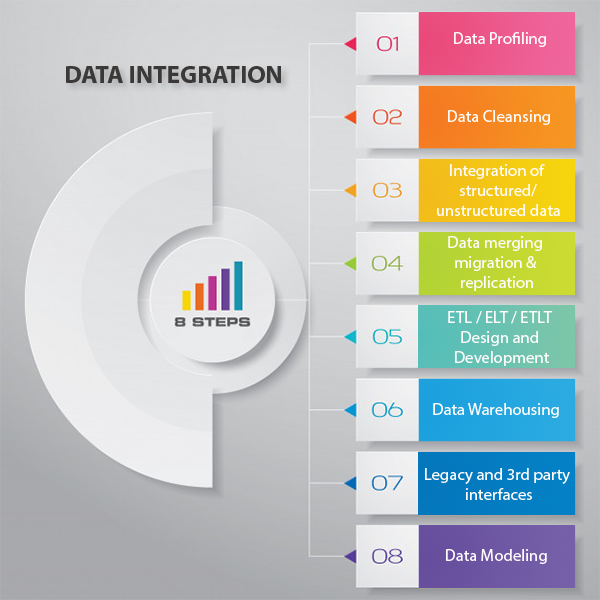 DATA INTEGRATION
8 STEPS
01
Data Profiling
02
Data Cleansing
03
Integration of
structured/
unstructured data
04
Data merging
migration &
replication
05
ETL / ELT / ETLT
Design and
Development
06
Data Warehousing
07
Legacy and 3rd party
interfaces
08
Data Modeling